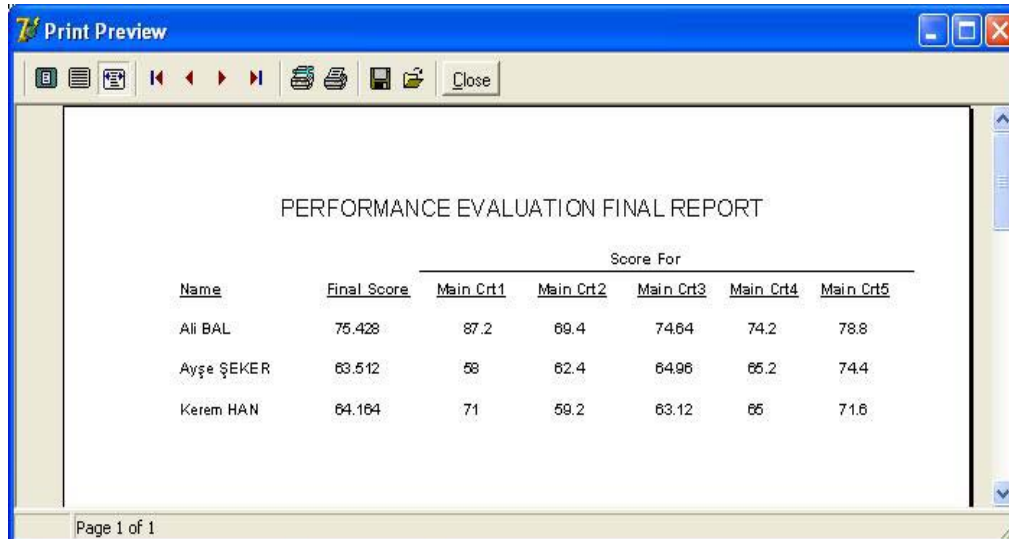 Print Preview
Close
PERFORMANCE EVALUATION FINAL REPORT
Score For
Name Final Score Main Crt1 Main Crt2 Main Crt3 Main Crt4 Main Crt5
Ali BAL 75.428 87.2 69.4 74.64 74.2 78.8
Ayşe ŞEKER 63.512 58 62.4 64.96 65.2 74.4
Kerem HAN 64.164 71 59.2 63.12 65 71.6
Page 1 of 1